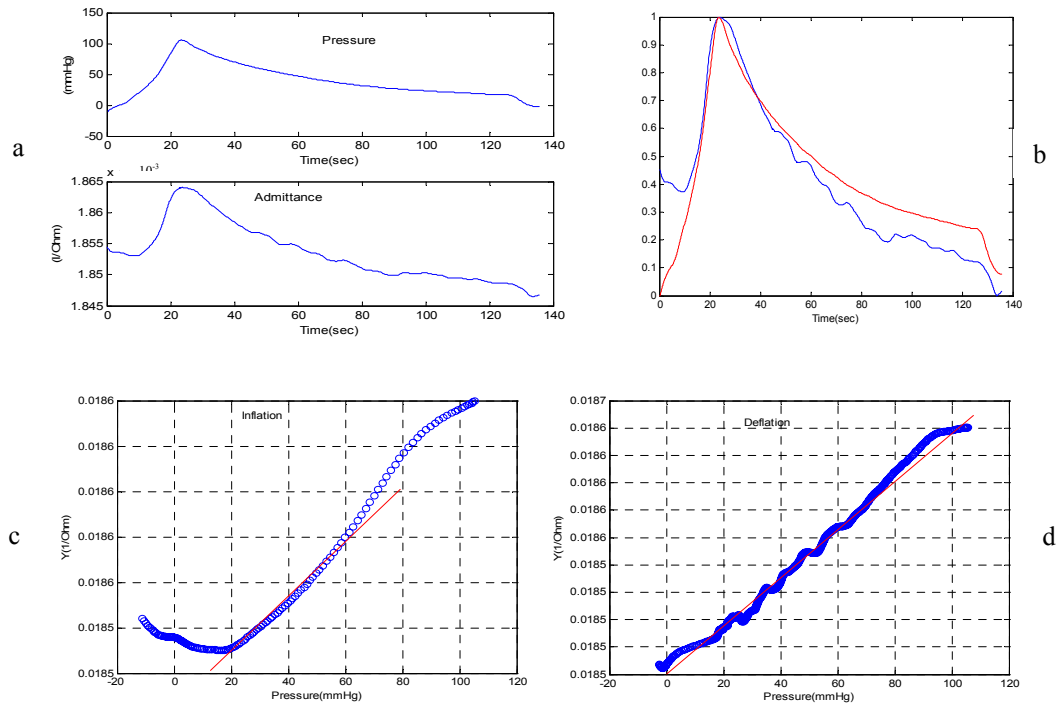 a
150
100
50
0
-50
(mmHg)
Pressure
0 20 40 60 80 100 120 140
Time(sec)
x 10-3
1.865
1.86
1.855
1.85
1.845
(I/Ohm)
Admittance
0 20 40 60 80 100 120 140
Time(sec)
b
1
0.9
0.8
0.7
0.6
0.5
0.4
0.3
0.2
0.1
0
0 20 40 60 80 100 120 140
Time(sec)
c
0.0186
0.0186
0.0186
0.0186
0.0186
0.0185
0.0185
Y(1/Ohm)
Inflation
-20 0 20 40 60 80 100 120
Pressure(mmHg)
d
0.0187
0.0186
0.0186
0.0186
0.0186
0.0186
0.0185
0.0185
0.0185
0.0185
0.0185
Y(1/Ohm)
Deflation
-20 0 20 40 60 80 100 120
Pressure(mmHg)